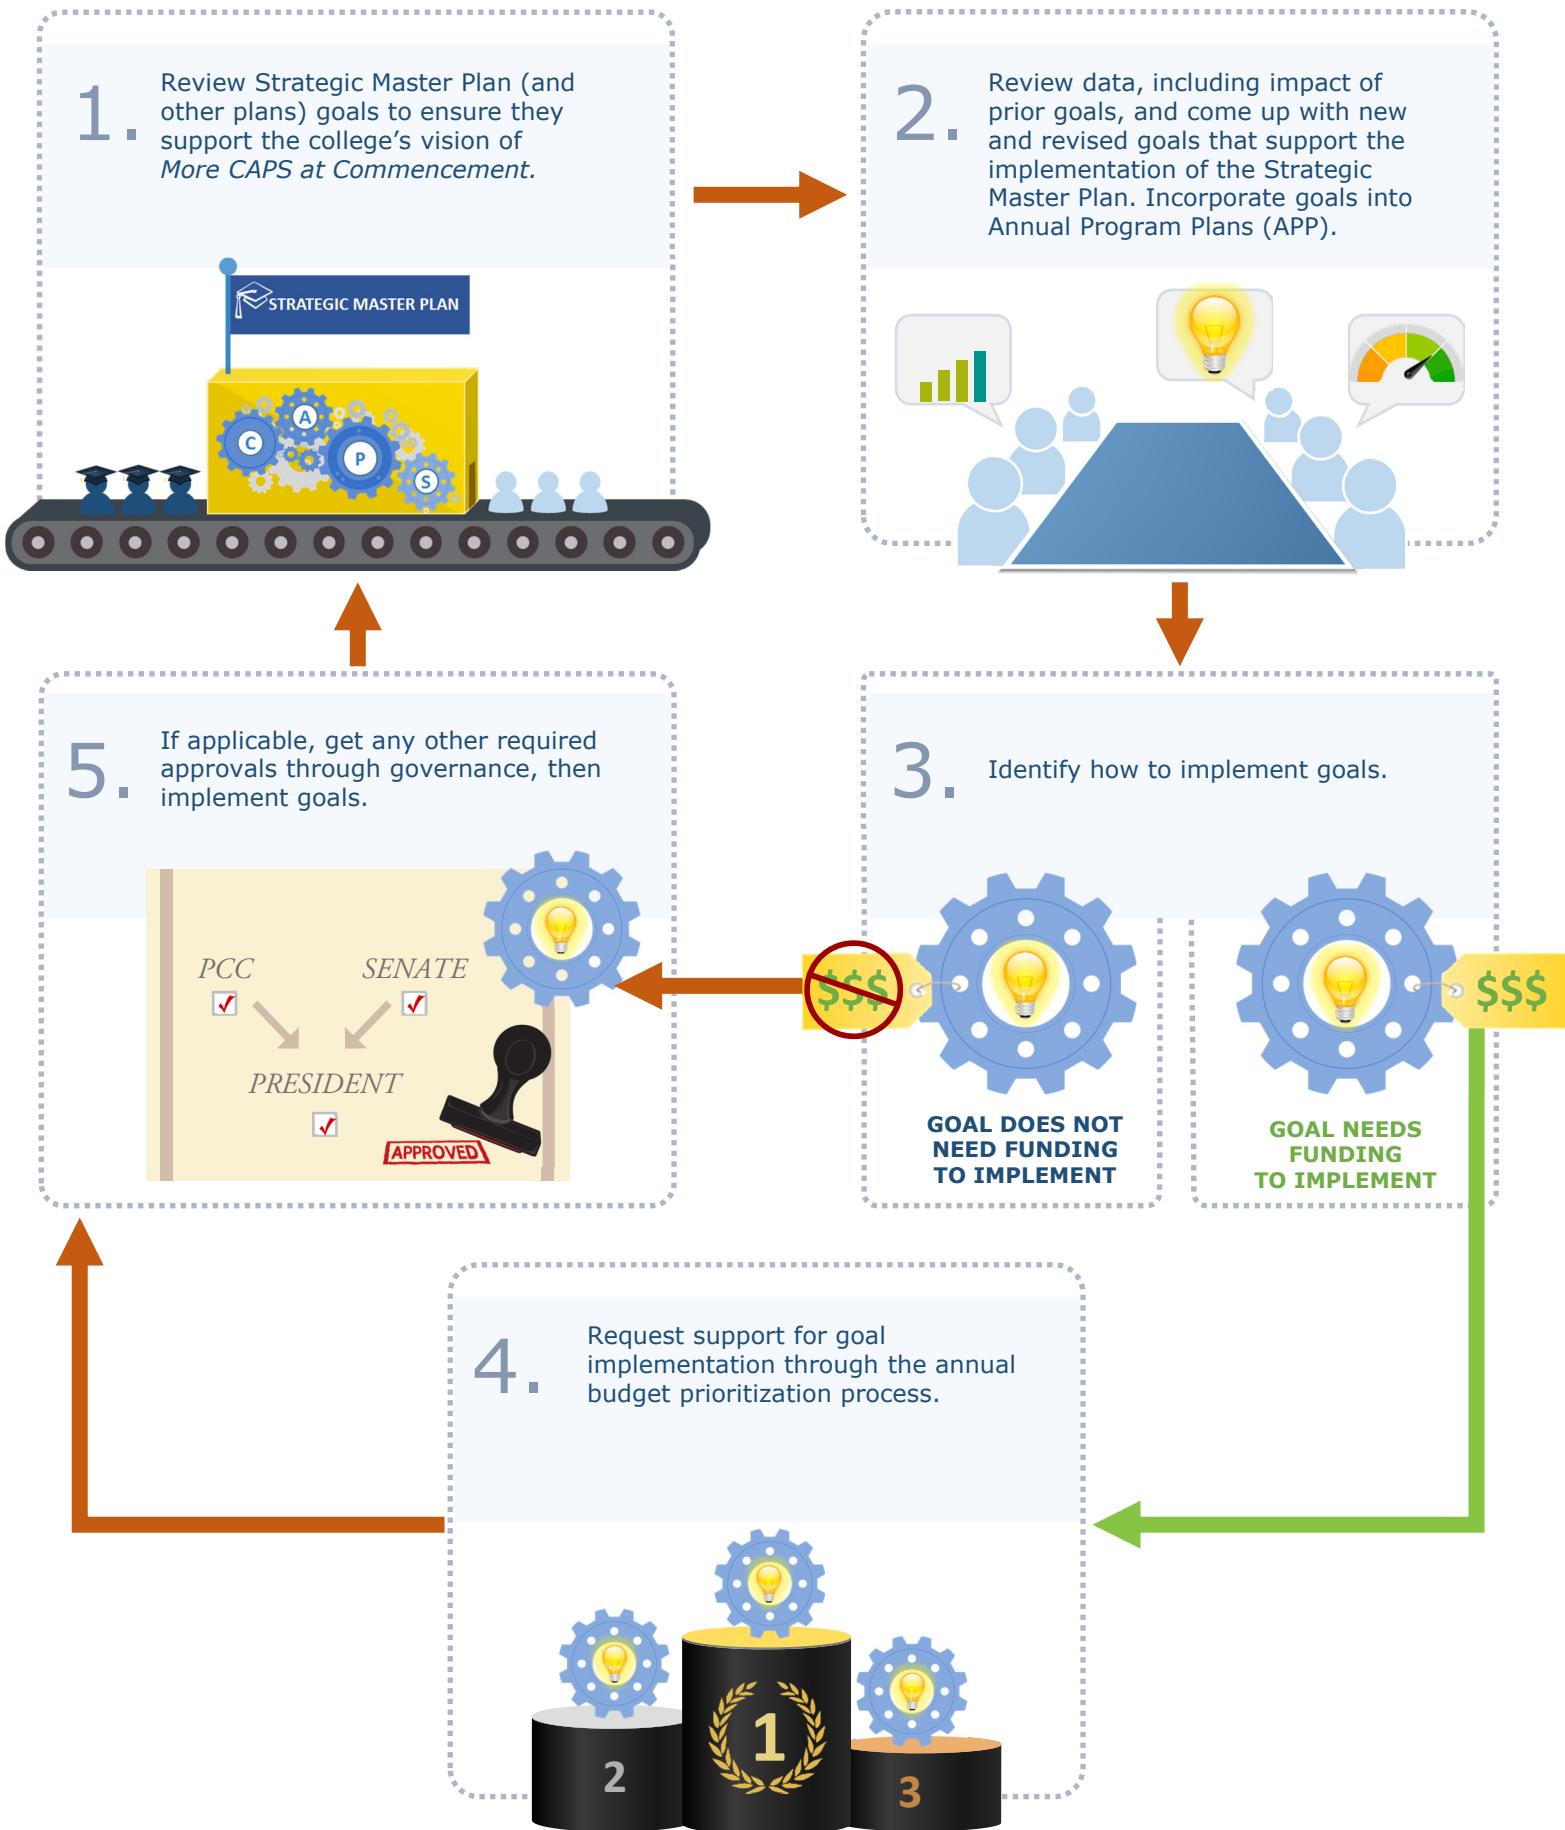 1.
Review Strategic Master Plan (and
other plans) goals to ensure they
support the college’s vision of
More CAPS at Commencement.
STRATEGIC MASTER PLAN
C
A
P
S
2.
Review data, including impact of
prior goals, and come up with new
and revised goals that support the
implementation of the Strategic
Master Plan. Incorporate goals into
Annual Program Plans (APP).
3.
Identify how to implement goals.
$$$
$$$
GOAL DOES NOT
NEED FUNDING
TO IMPLEMENT
GOAL NEEDS
FUNDING
TO IMPLEMENT
4.
Request support for goal
implementation through the annual
budget prioritization process.
2
1
3
5.
If applicable, get any other required
approvals through governance, then
implement goals.
PCC
SENATE
PRESIDENT
APPROVED